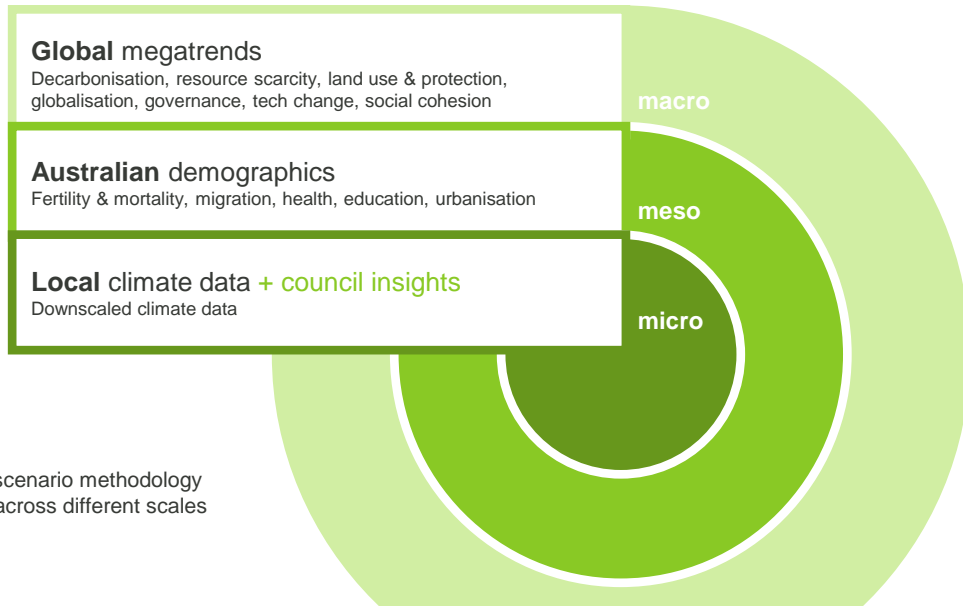 Global megatrends
Decarbonisation, resource scarcity, land use & protection,
globalisation, governance, tech change, social cohesion
macro
Australian demographics
Fertility & mortality, migration, health, education, urbanisation
meso
Local climate data + council insights
Downscaled climate data
micro
scenario methodology
across different scales